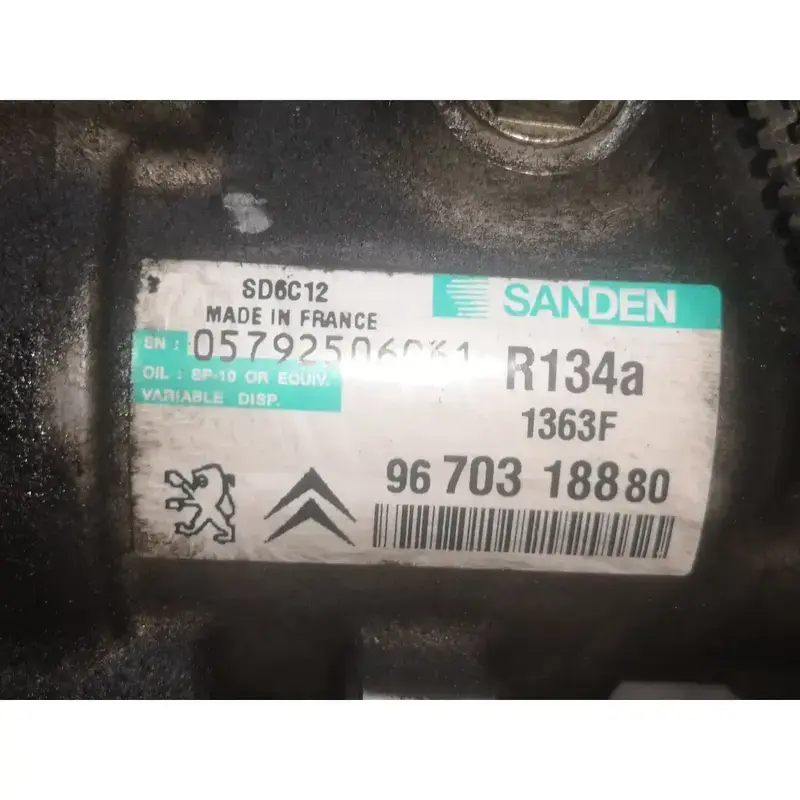 SD6C12
MADE IN FRANCE
SANDEN
SN :
OIL : SP-10 OR EQUIV.
VARIABLE DISP.
R134a
1363F
96 703 188 80